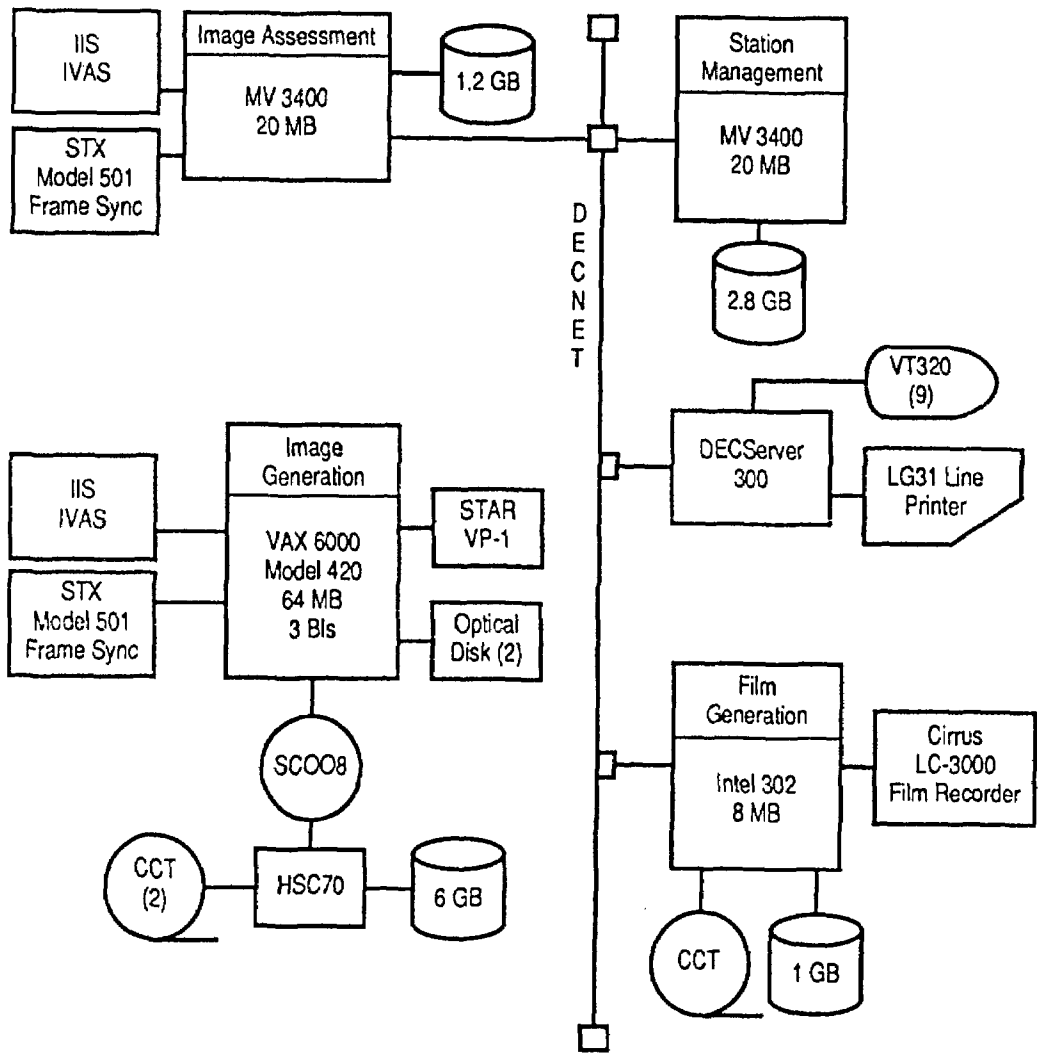 IIS
IVAS
STX
Model 501
Frame Sync
Image Assessment
MV 3400
20 MB
1.2 GB
Station
Management
MV 3400
20 MB
2.8 GB
D
E
C
N
E
T
VT320
(9)
DECServer
300
LG31 Line
Printer
IIS
IVAS
STX
Model 501
Frame Sync
Image
Generation
VAX 6000
Model 420
64 MB
3 BIs
STAR
VP-1
Optical
Disk (2)
SCOO8
CCT
(2)
HSC70
6 GB
Film
Generation
Intel 302
8 MB
Cirrus
LC-3000
Film Recorder
CCT
1 GB